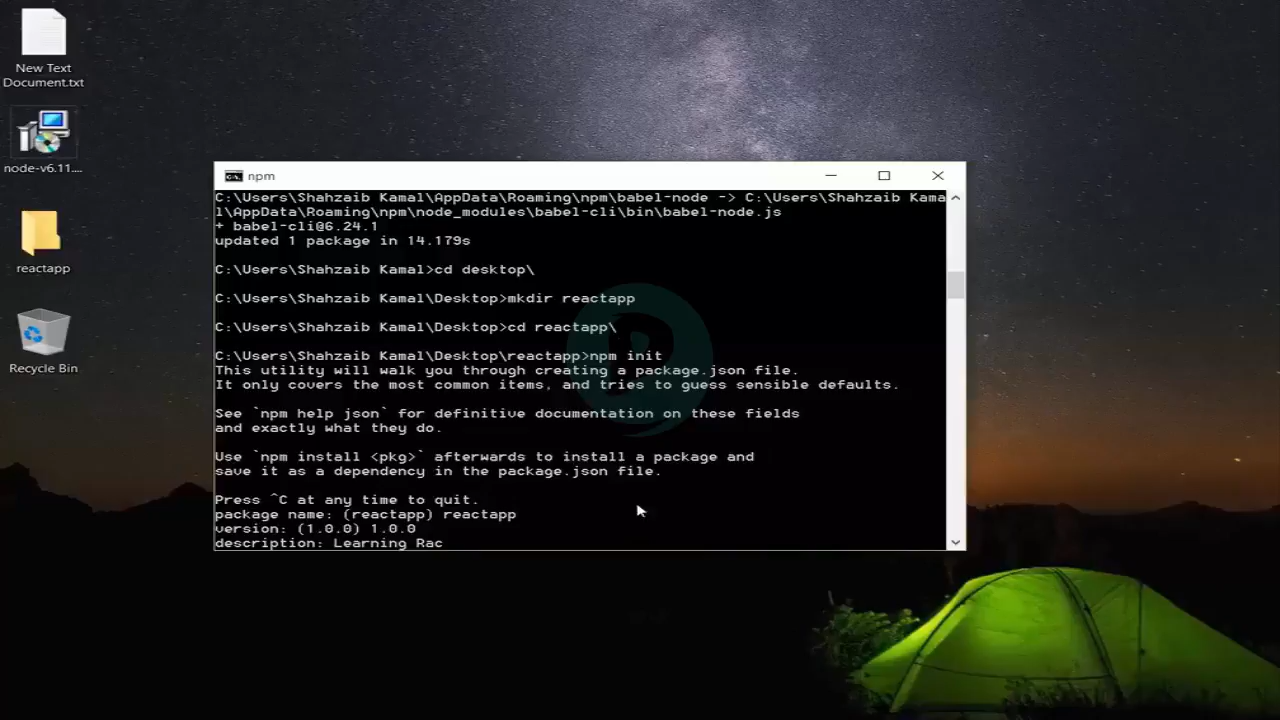 New Text
Document.txt
node-v6.11....
reactapp
Recycle Bin
npm
C:\Users\Shahzaib Kamal\AppData\Roaming\npm\babel-node -> C:\Users\Shahzaib Kama
l\AppData\Roaming\npm\node_modules\babel-cli\bin\babel-node.js
+ babel-cli@6.24.1
updated 1 package in 14.179s
C:\Users\Shahzaib Kamal>cd desktop\
C:\Users\Shahzaib Kamal\Desktop>mkdir reactapp
C:\Users\Shahzaib Kamal\Desktop>cd reactapp\
C:\Users\Shahzaib Kamal\Desktop\reactapp>npm init
This utility will walk you through creating a package.json file.
It only covers the most common items, and tries to guess sensible defaults.
See `npm help json` for definitive documentation on these fields
and exactly what they do.
Use `npm install <pkg>` afterwards to install a package and
save it as a dependency in the package.json file.
Press ^C at any time to quit.
package name: (reactapp) reactapp
version: (1.0.0) 1.0.0
description: Learning Rac